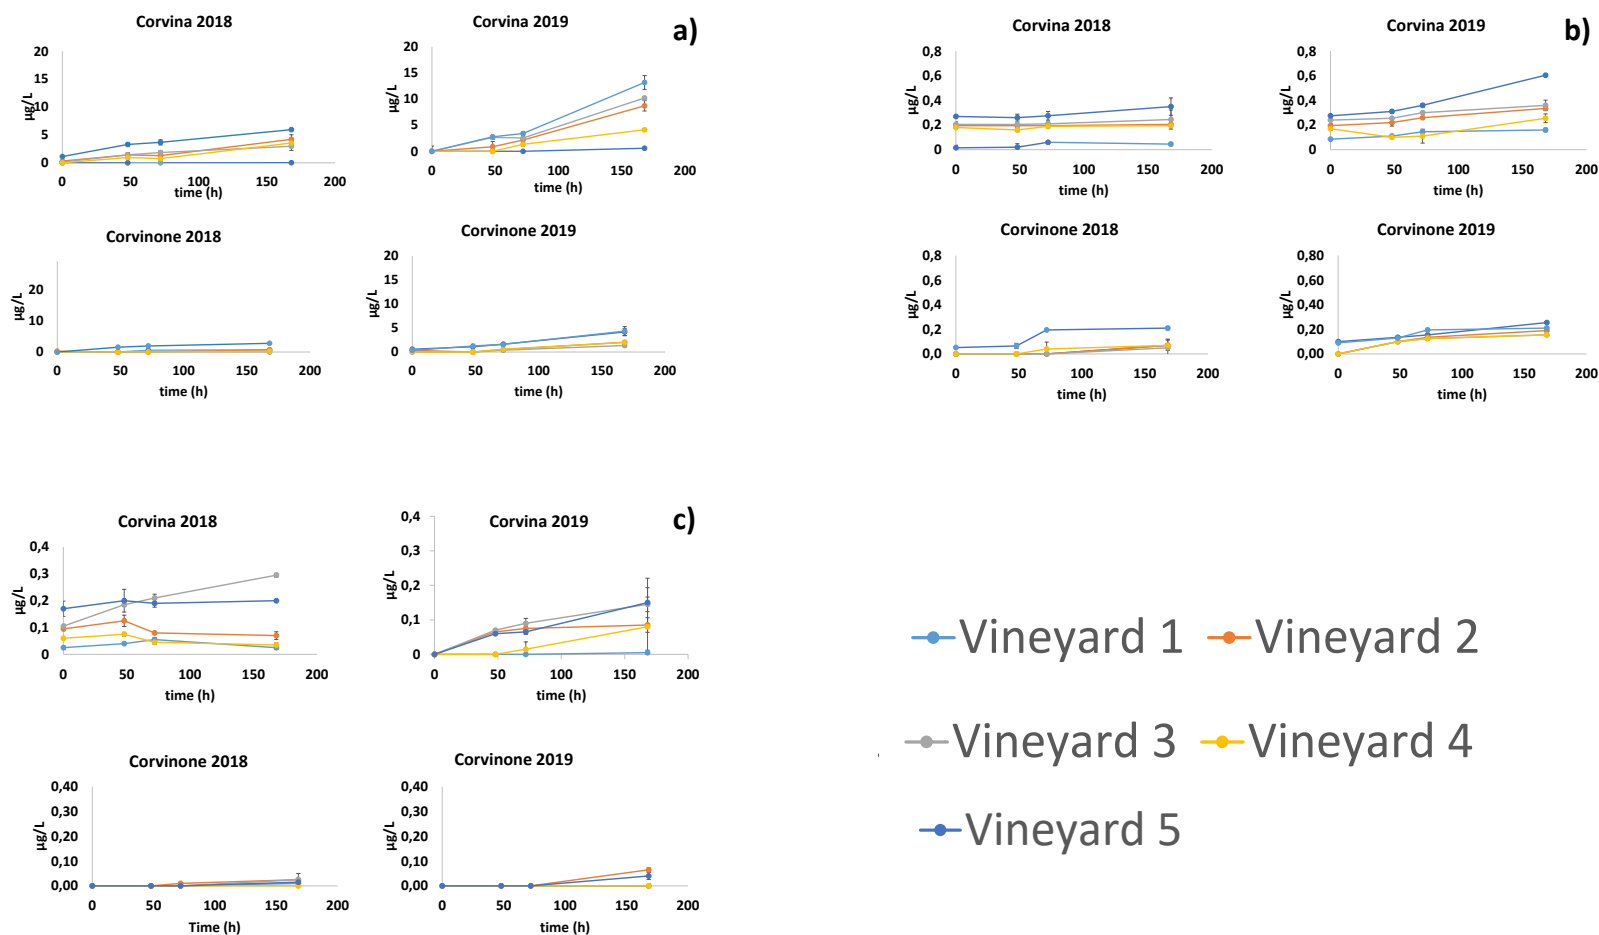 a)
Corvina 2018
20
15
10
5
0
µg/L
0 50 100 150 200
time (h)
Corvina 2019
20
15
10
5
0
µg/L
0 50 100 150 200
time (h)
Corvinone 2018
20
10
0
µg/L
0 50 100 150 200
time (h)
Corvinone 2019
20
15
10
5
0
µg/L
0 50 100 150 200
time (h)
b)
Corvina 2018
0,8
0,6
0,4
0,2
0
µg/L
0 50 100 150 200
time (h)
Corvina 2019
0,8
0,6
0,4
0,2
0
µg/L
0 50 100 150 200
time (h)
Corvinone 2018
0,8
0,6
0,4
0,2
0,0
µg/L
0 50 100 150 200
time (h)
Corvinone 2019
0,80
0,60
0,40
0,20
0,00
µg/L
0 50 100 150 200
time (h)
c)
Corvina 2018
0,4
0,3
0,2
0,1
0
µg/L
0 50 100 150 200
time (h)
Corvina 2019
0,4
0,3
0,2
0,1
0
µg/L
0 50 100 150 200
time (h)
Corvinone 2018
0,40
0,30
0,20
0,10
0,00
µg/L
0 50 100 150 200
Time (h)
Corvinone 2019
0,40
0,30
0,20
0,10
0,00
µg/L
0 50 100 150 200
time (h)
Vineyard 1 Vineyard 2
Vineyard 3 Vineyard 4
Vineyard 5